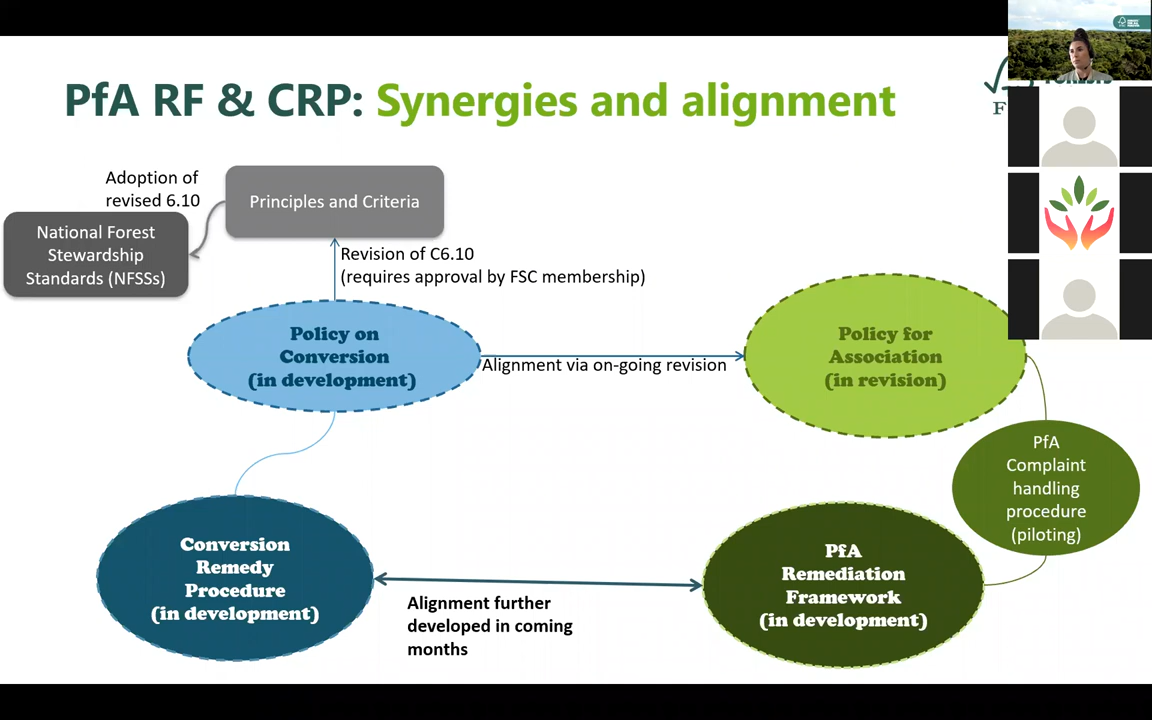 PfA RF & CRP: Synergies and alignment
Adoption of
revised 6.10
Principles and Criteria
National Forest
Stewardship
Standards (NFSSs)
Revision of C6.10
(requires approval by FSC membership)
Policy on
Conversion
(in development)
Alignment via on-going revision
Policy for
Association
(in revision)
PfA
Complaint
handling
procedure
(piloting)
Conversion
Remedy
Procedure
(in development)
Alignment further
developed in coming
months
PfA
Remediation
Framework
(in development)